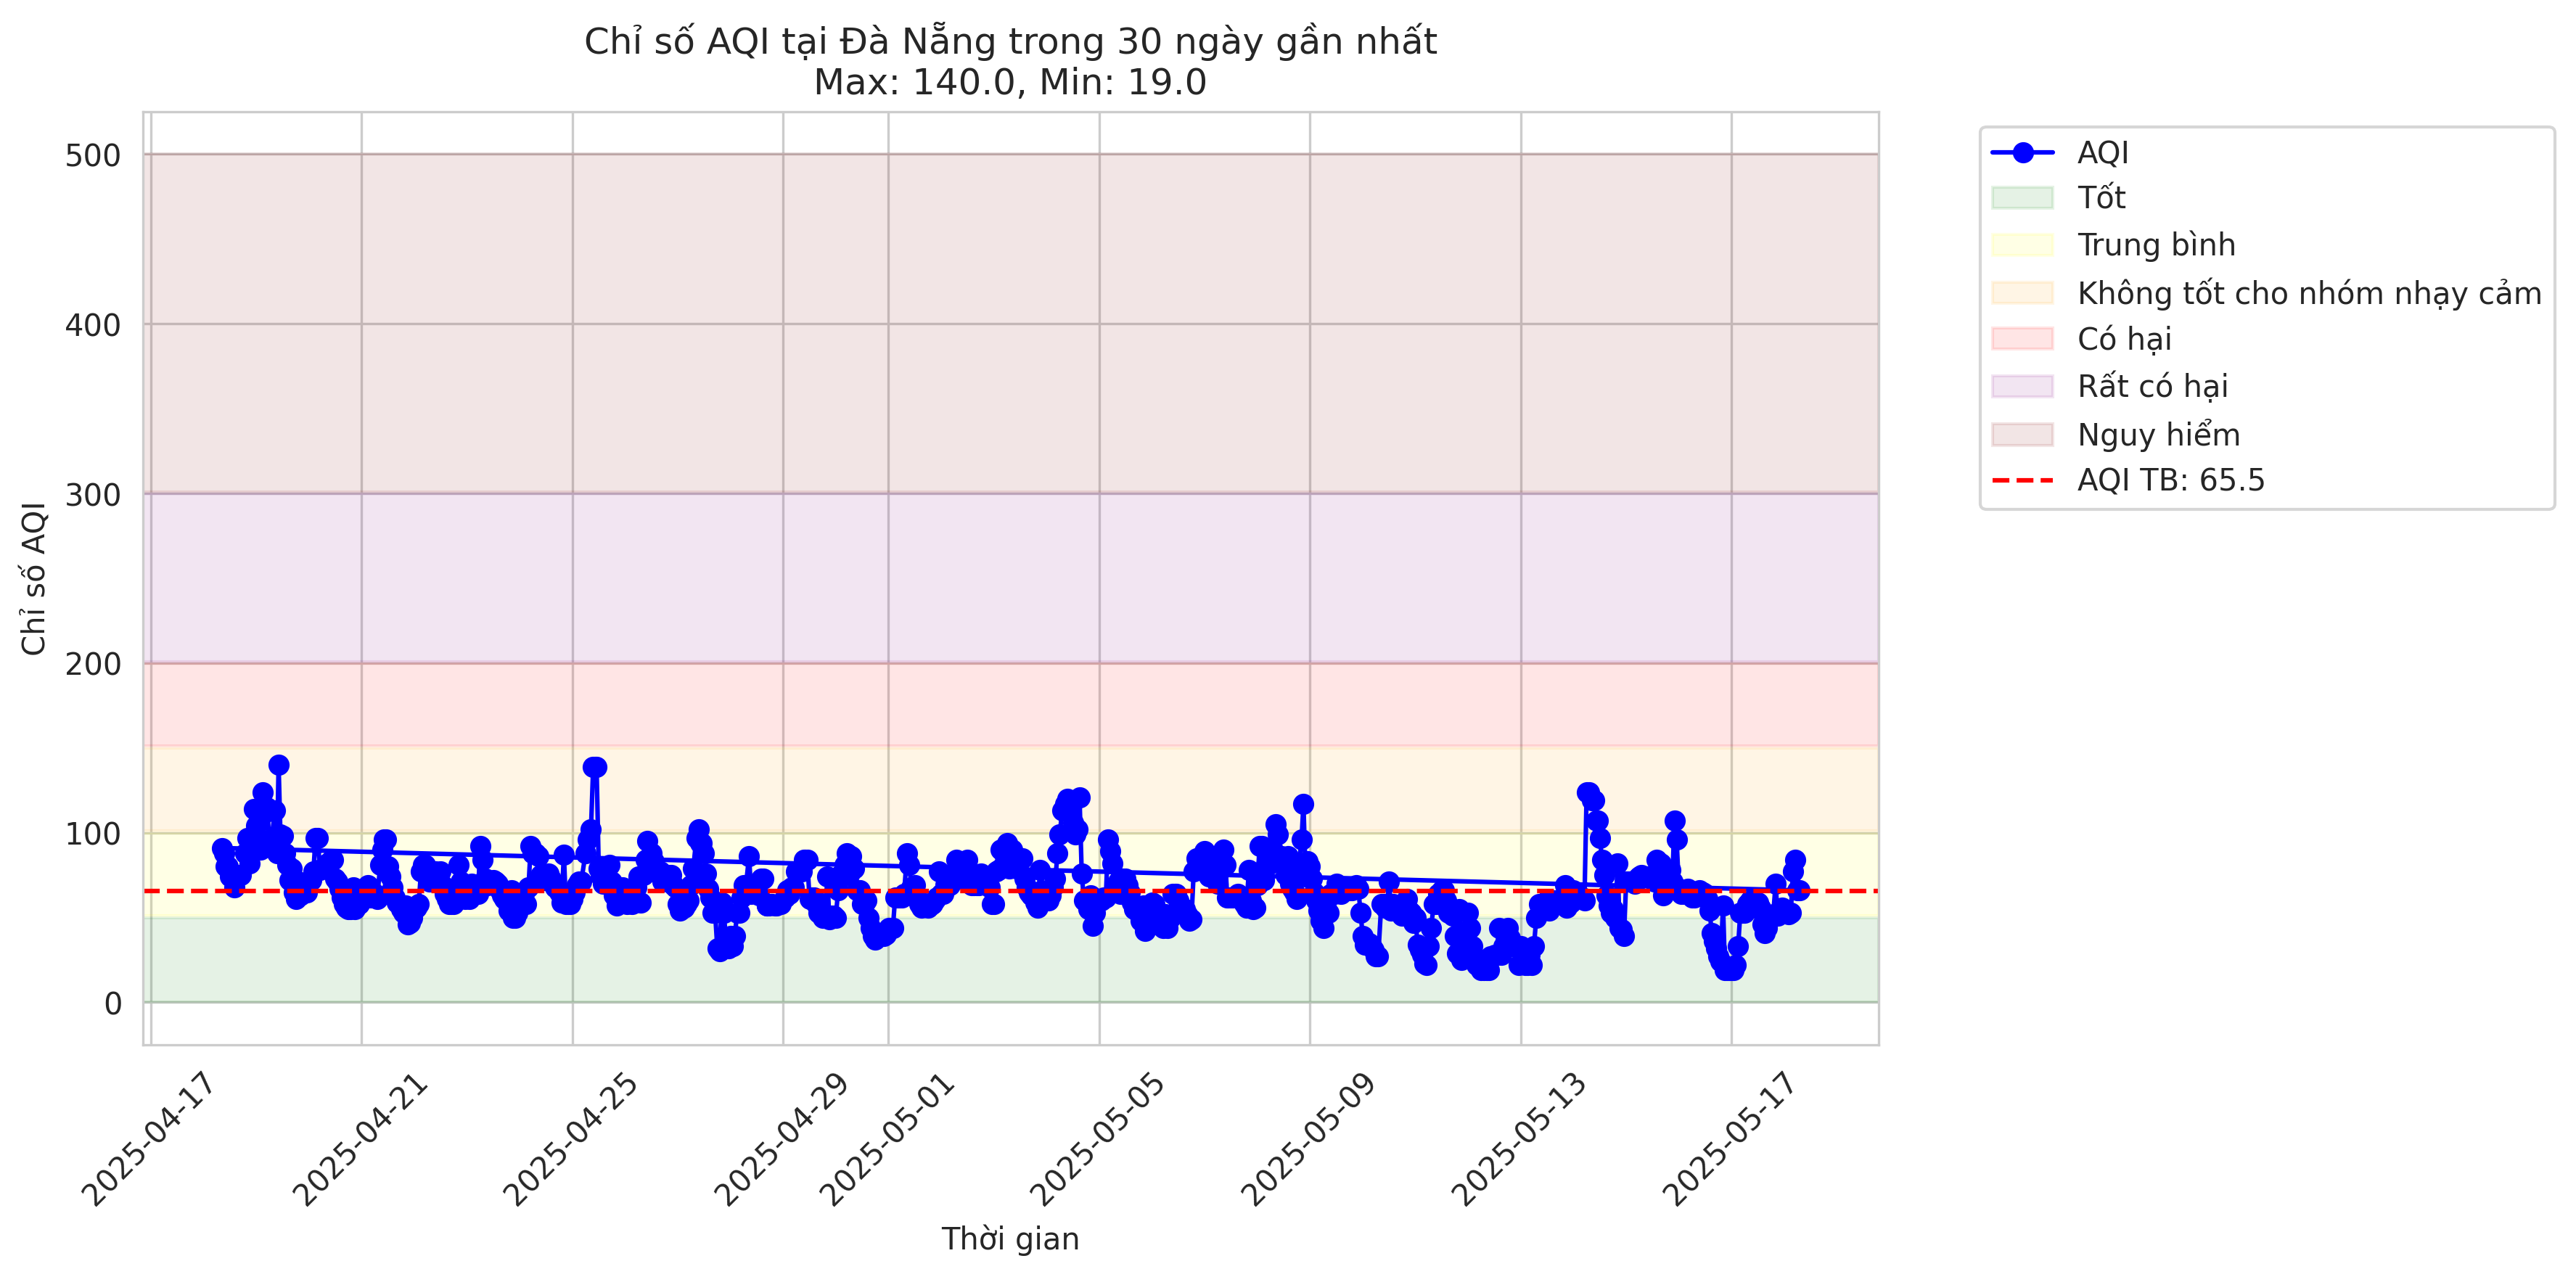 Chỉ số AQI tại Đà Nẵng trong 30 ngày gần nhất
Max: 140.0, Min: 19.0
Chỉ số AQI
500
400
300
200
100
0
2025-04-17
2025-04-21
2025-04-25
2025-04-29
2025-05-01
2025-05-05
2025-05-09
2025-05-13
2025-05-17
Thời gian
AQI
Tốt
Trung bình
Không tốt cho nhóm nhạy cảm
Có hại
Rất có hại
Nguy hiểm
AQI TB: 65.5